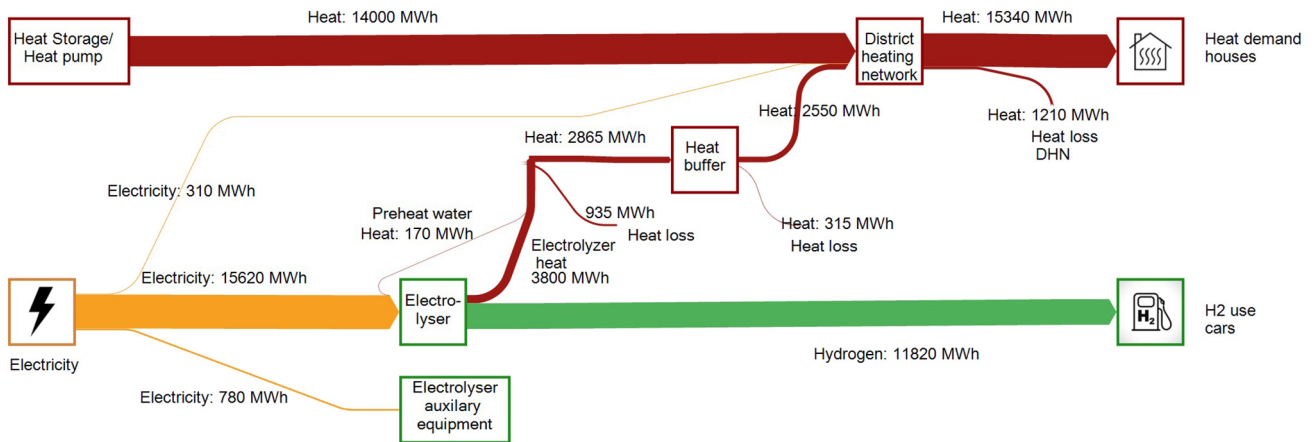 Heat: 14000 MWh
Heat: 15340 MWh
Heat Storage/
Heat pump
District
heating
network
Heat demand
houses
Heat: 2550 MWh
Heat: 1210 MWh
Heat loss
DHN
Heat: 2865 MWh
Heat
buffer
Electricity: 310 MWh
Preheat water
Heat: 170 MWh
935 MWh
Heat loss
Heat: 315 MWh
Heat loss
Electrolyzer
heat
3800 MWh
Electricity: 15620 MWh
Electro-
lyser
H2
H2 use
cars
Electricity
Hydrogen: 11820 MWh
Electricity: 780 MWh
Electrolyser
auxilary
equipment